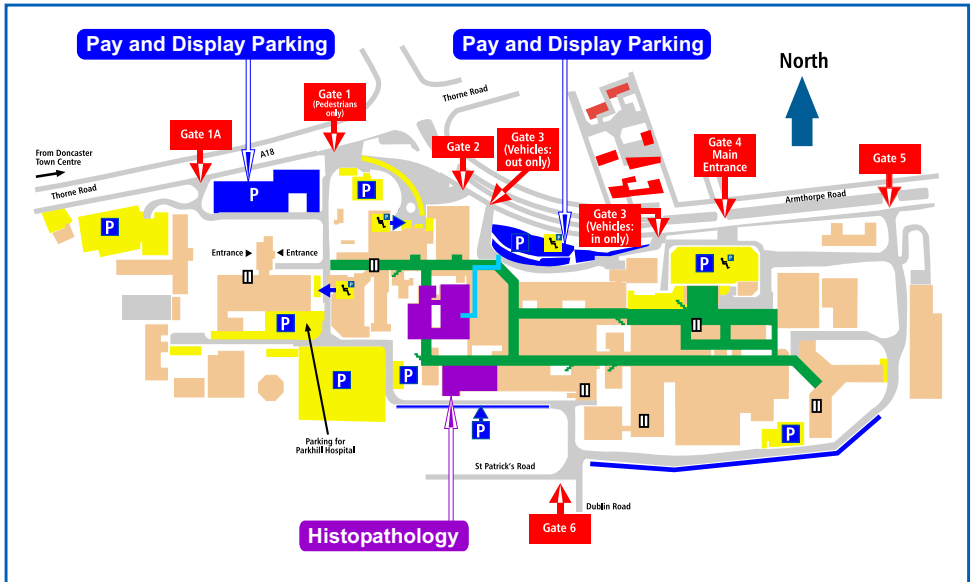 Pay and Display Parking
Pay and Display Parking
North
Thorne Road
Thorne Road
Gate 1
(Pedestrians
only)
Gate 1A
A18
Gate 2
Gate 3
(Vehicles:
out only)
Gate 4
Main
Entrance
Gate 5
From Doncaster
Town Centre
Thorne Road
P
P
P
P
Armthorpe Road
Gate 3
(Vehicles:
in only)
P
P
P
P
Entrance
Entrance
P
P
P
P
P
P
Parking for
Parkhill Hospital
St Patrick's Road
Dublin Road
Gate 6
Histopathology